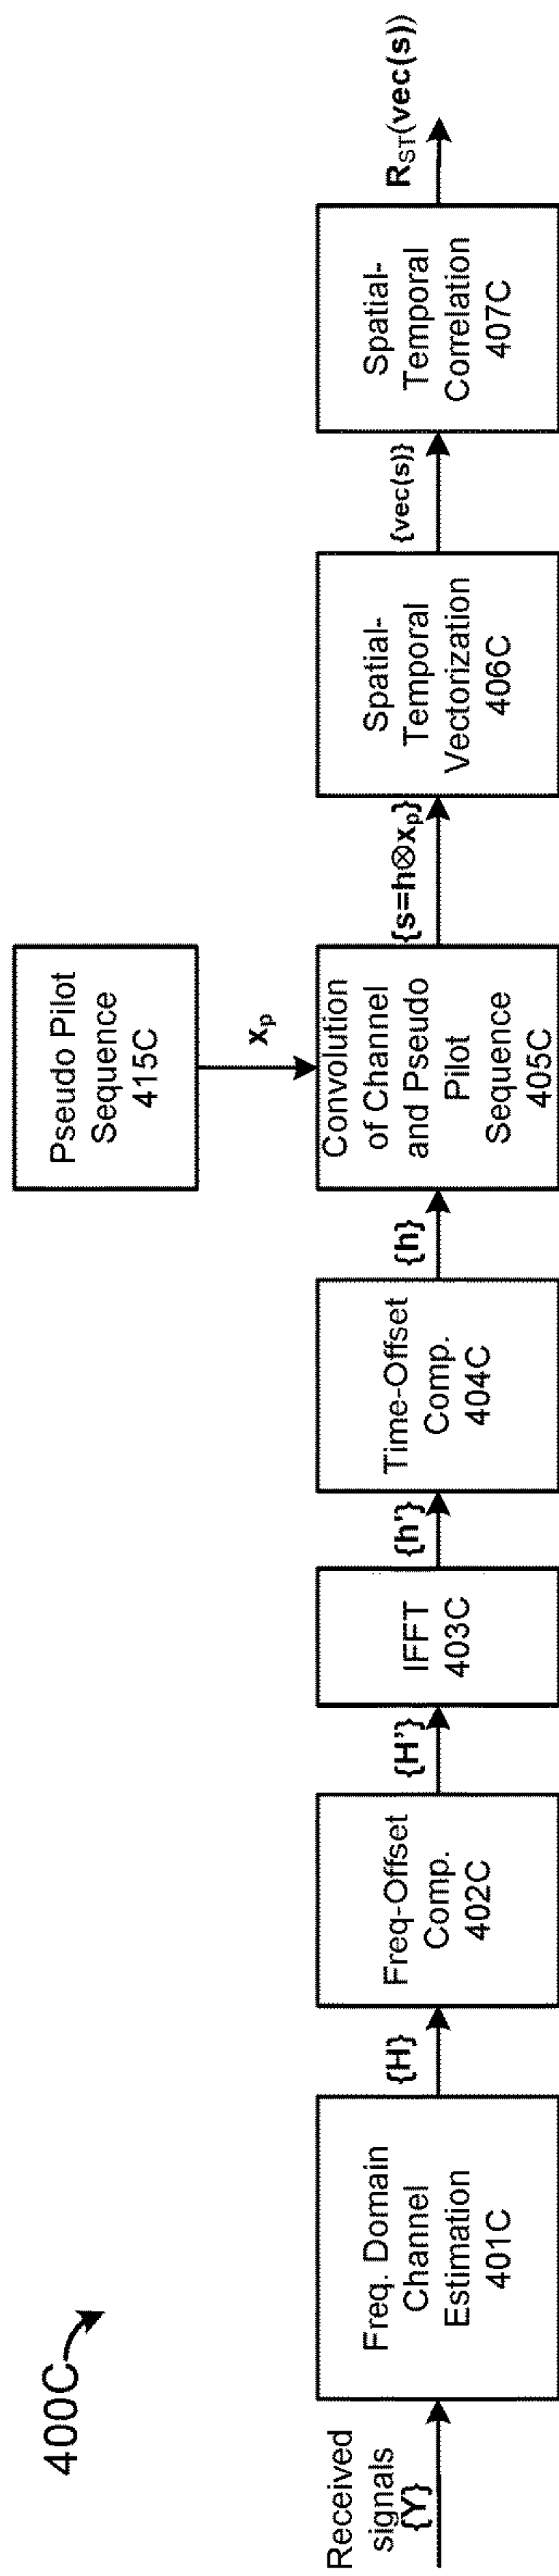 400C
Received
signals
{Y}
Freq. Domain
Channel
Estimation
401C
{H}
Freq-Offset
Comp.
402C
{H'}
IFFT
403C
{h'}
Time-Offset
Comp.
404C
{h}
Pseudo Pilot
Sequence
415C
xp
Convolution
of Channel
and Pseudo
Pilot
Sequence
405C
{s=h⊗xp}
Spatial-
Temporal
Vectorization
406C
{vec(s)}
Spatial-
Temporal
Correlation
407C
RST(vec(s))